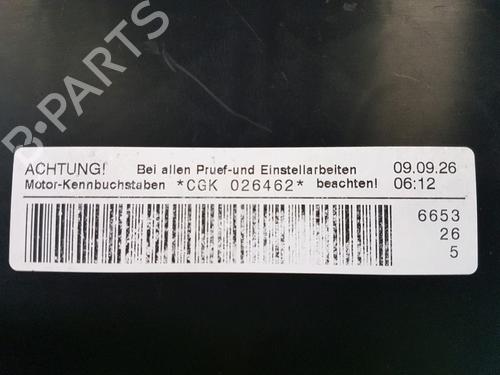 B-PARTS
ACHTUNG! Bei allen Pruef-und Einstellarbeiten 09.09.26
Motor-Kennbuchstaben *CGK 026462* beachten! 06:12
6653
26
5